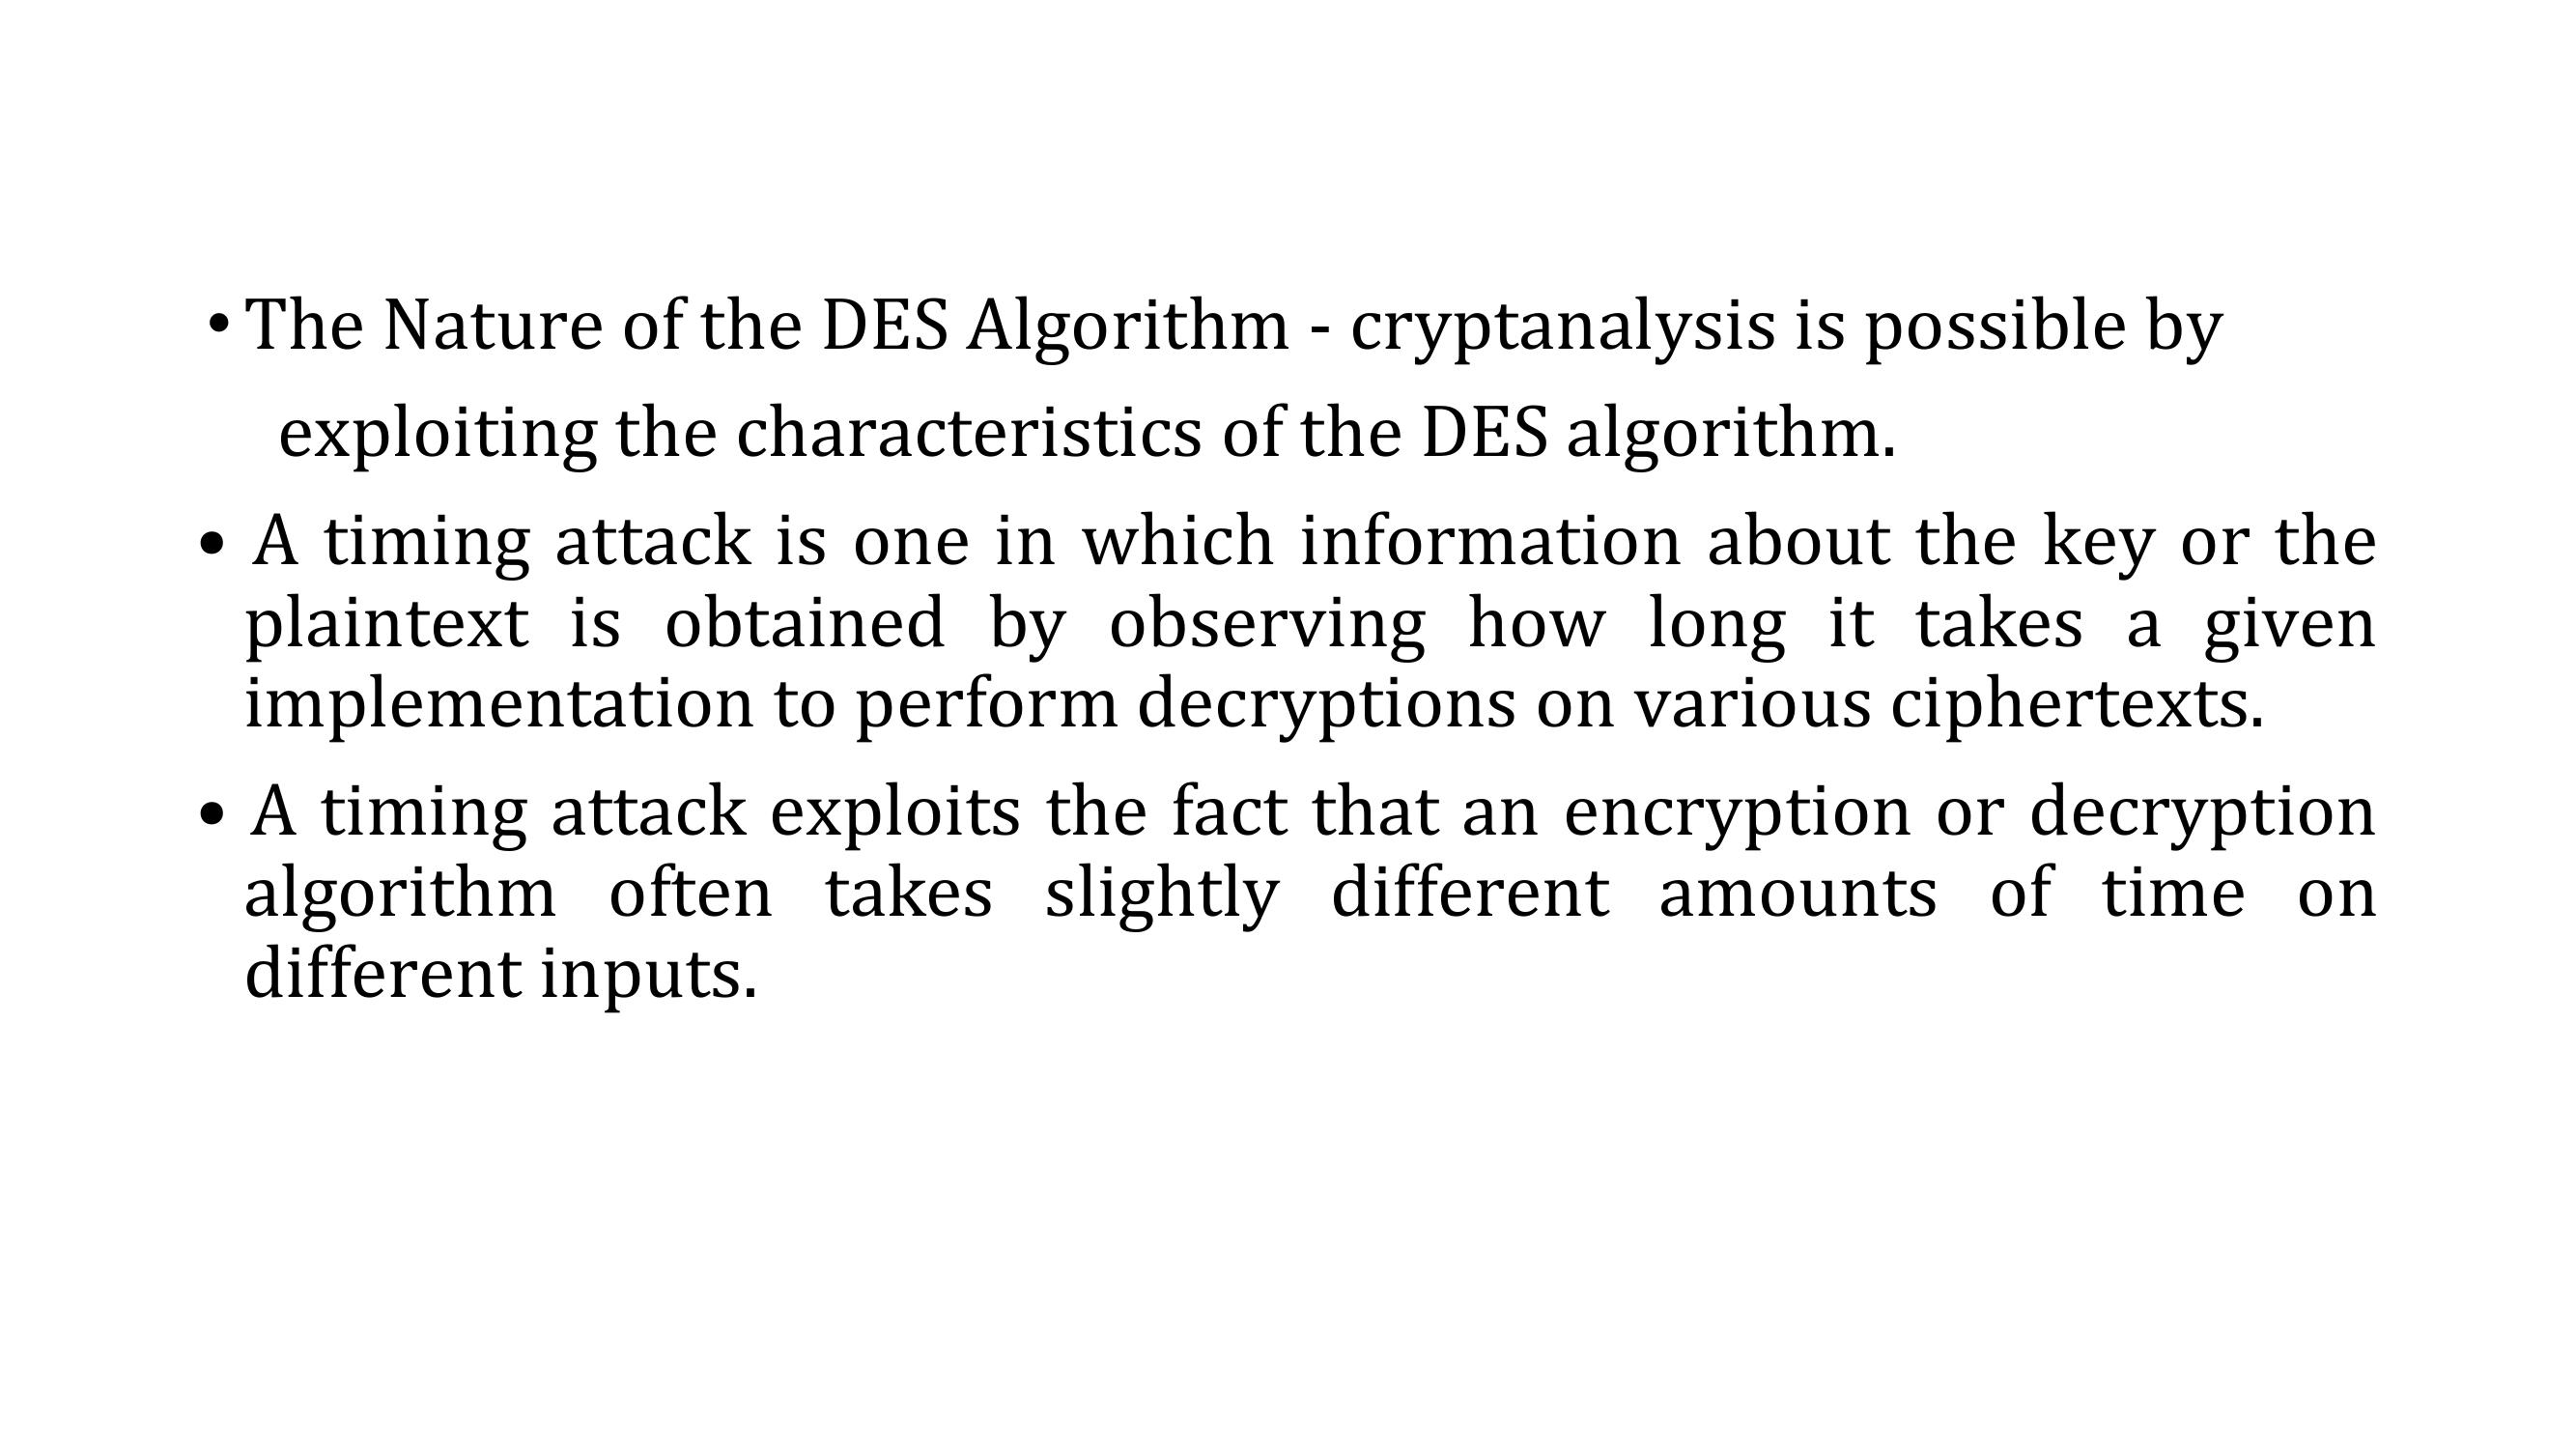 • The Nature of the DES Algorithm - cryptanalysis is possible by
exploiting the characteristics of the DES algorithm.
• A timing attack is one in which information about the key or the
plaintext is obtained by observing how long it takes a given
implementation to perform decryptions on various ciphertexts.
• A timing attack exploits the fact that an encryption or decryption
algorithm often takes slightly different amounts of time on
different inputs.